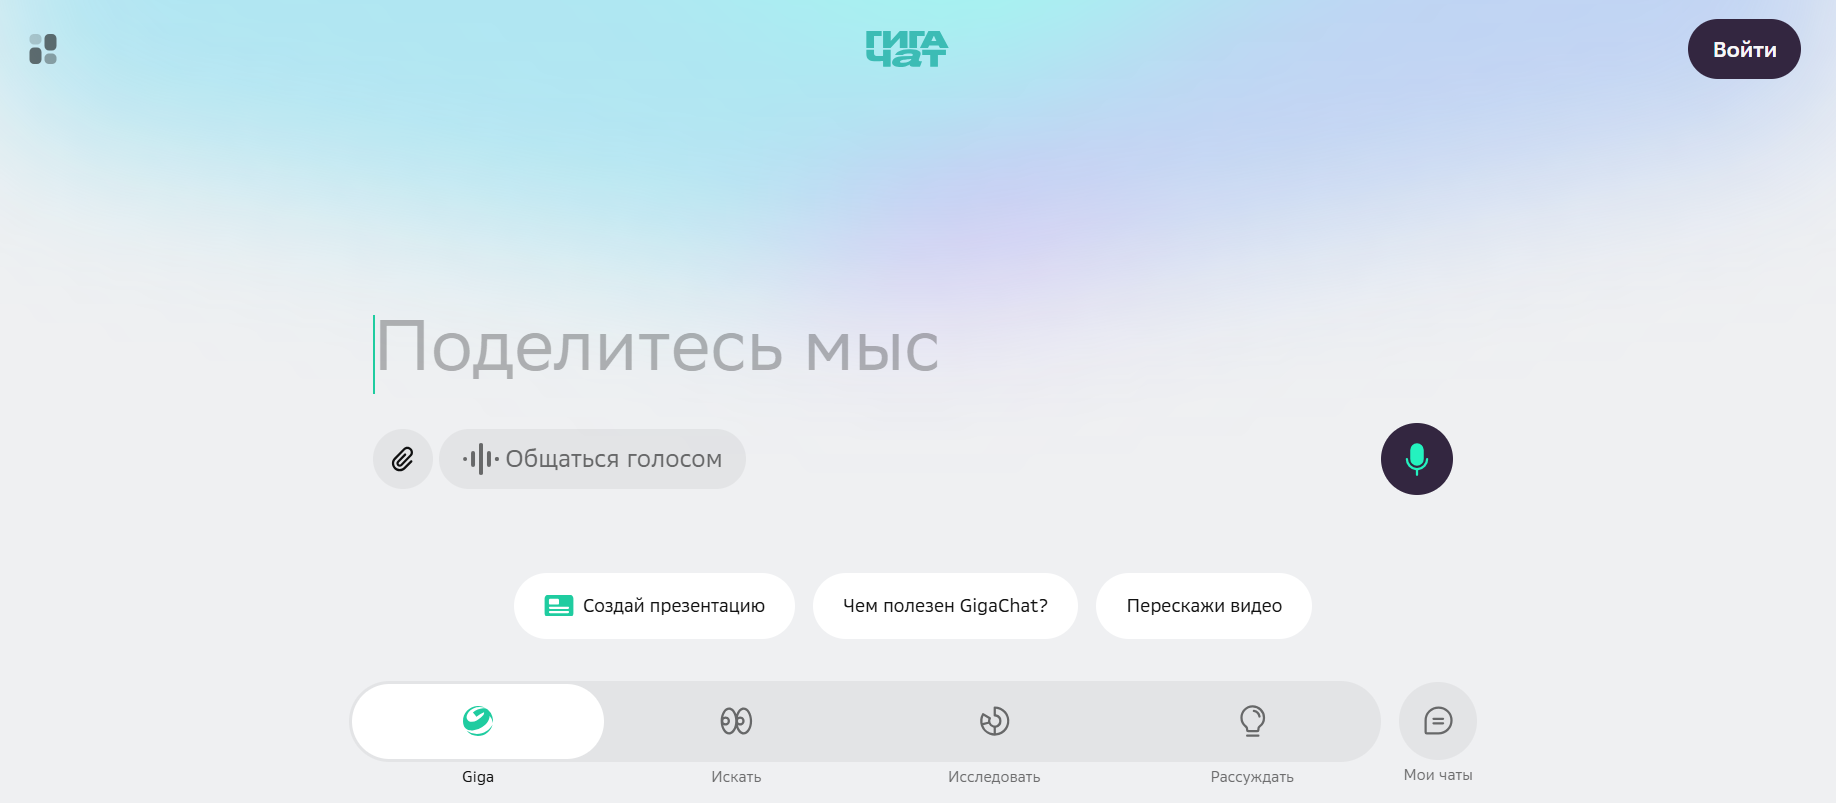 ГИГА
ЧАТ
Войти
Поделитесь мыс
Общаться голосом
Создай презентацию
Чем полезен GigaChat?
Перескажи видео
Giga
Искать
Исследовать
Рассуждать
Мои чаты